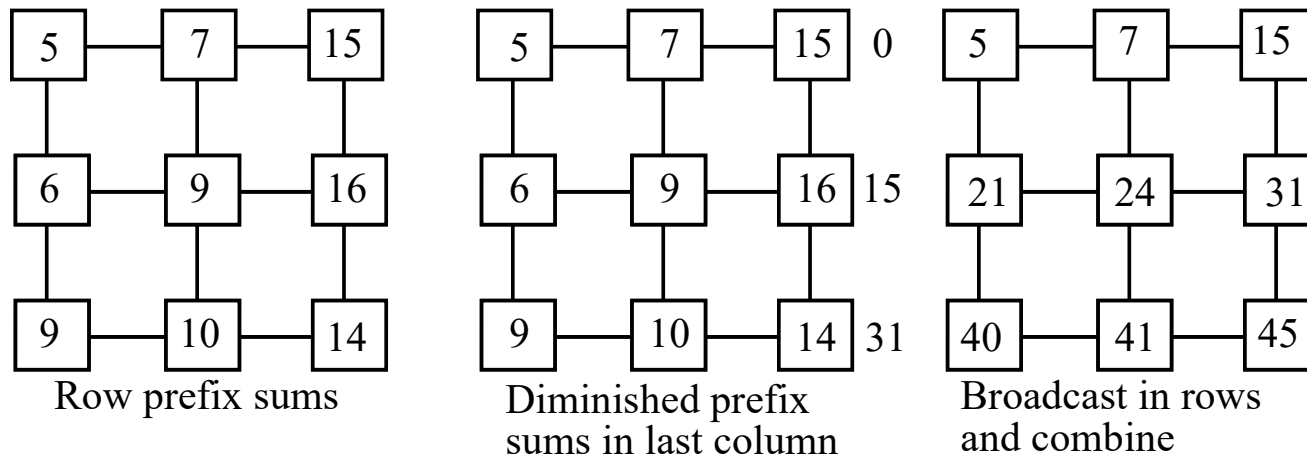 5 7 15
6 9 16
9 10 14
Row prefix sums
5 7 15 0
6 9 16 15
9 10 14 31
Diminished prefix
sums in last column
5 7 15
21 24 31
40 41 45
Broadcast in rows
and combine